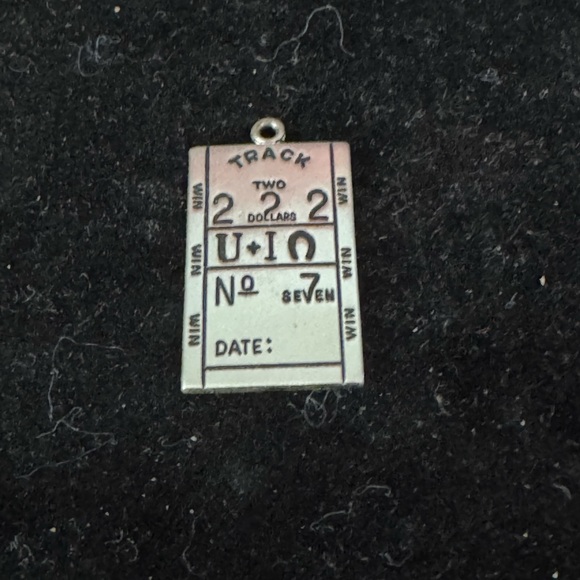 TRACK
TWO
2 2 2
DOLLARS
U+I
No 7
SEVEN
DATE:
WIN
WIN
WIN
WIN
WIN
WIN